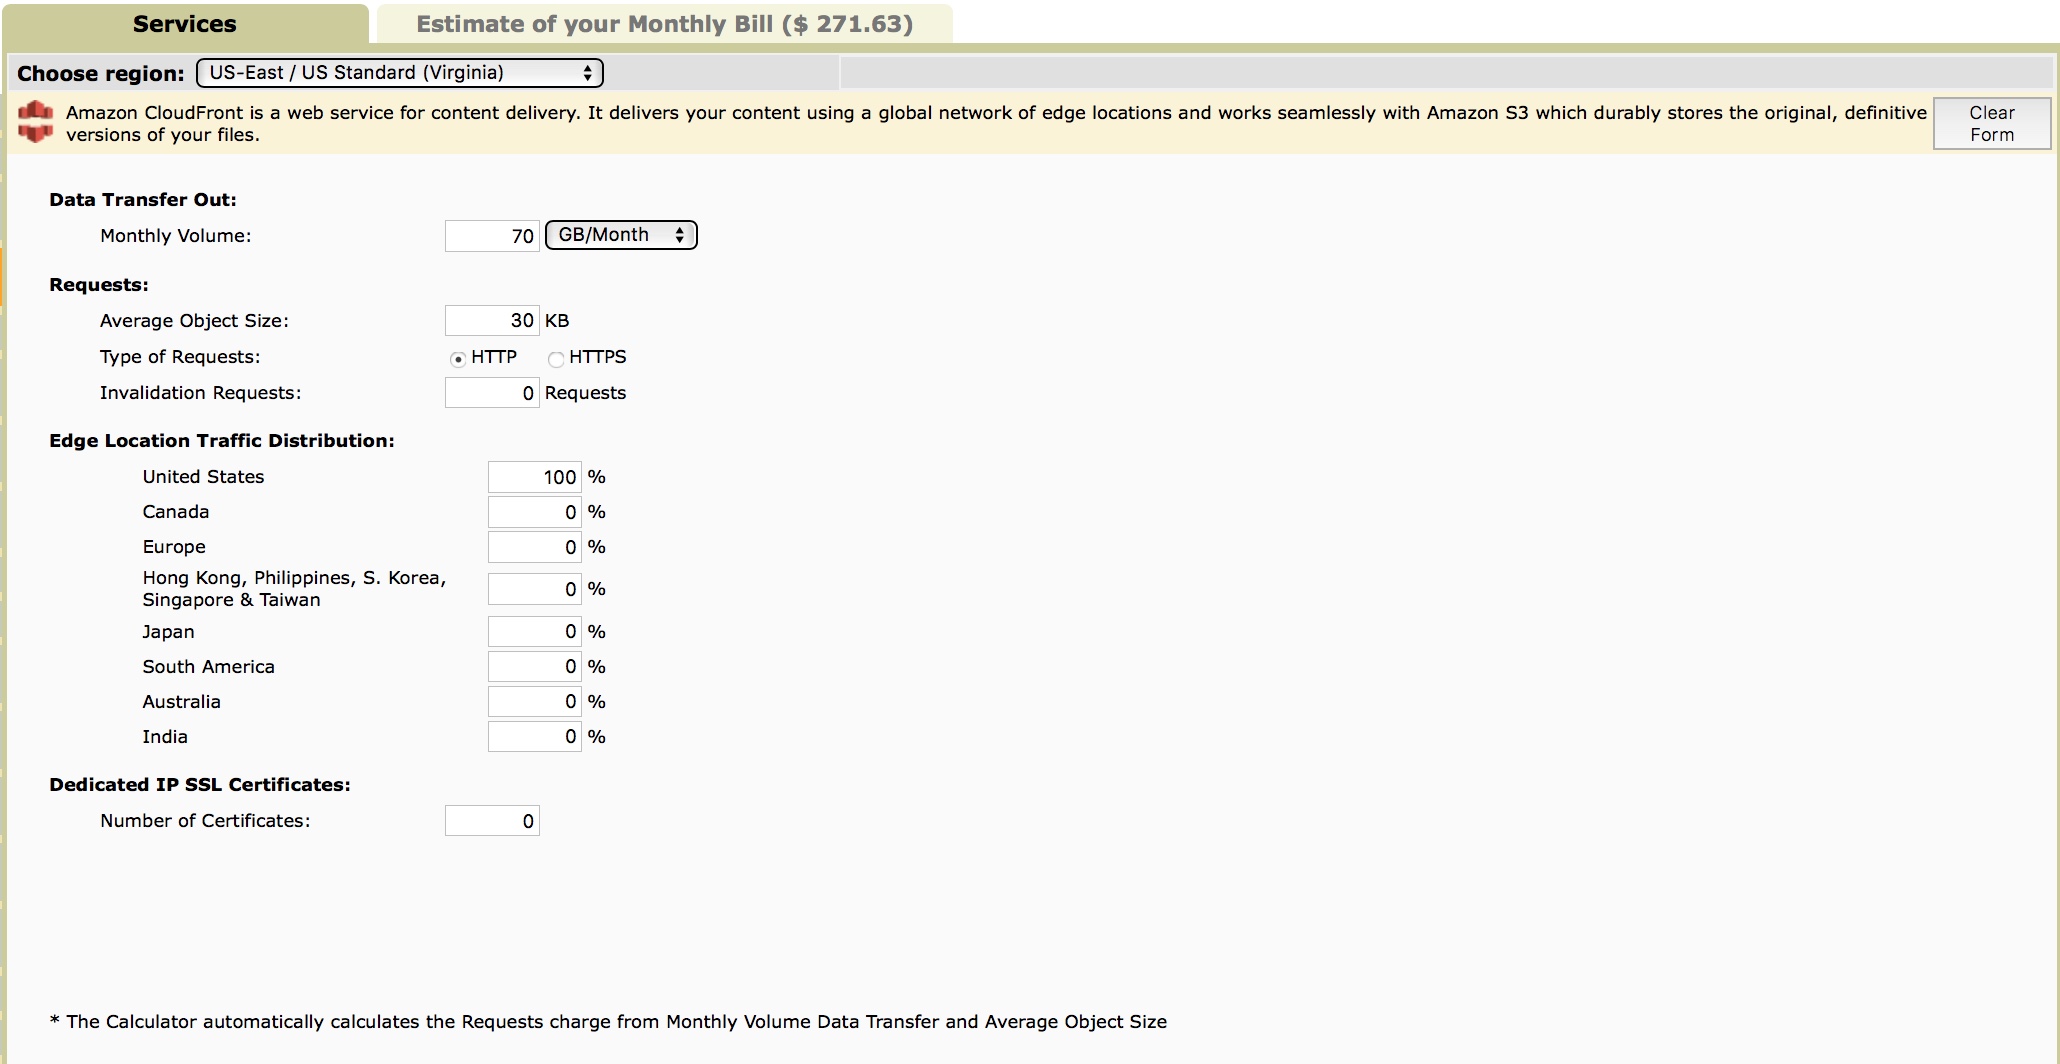 Services
Estimate of your Monthly Bill ($ 271.63)
Choose region: US-East / US Standard (Virginia)
Amazon CloudFront is a web service for content delivery. It delivers your content using a global network of edge locations and works seamlessly with Amazon S3 which durably stores the original, definitive
versions of your files.
Clear
Form
Data Transfer Out:
Monthly Volume: 70 GB/Month
Requests:
Average Object Size: 30 KB
Type of Requests: HTTP HTTPS
Invalidation Requests: 0 Requests
Edge Location Traffic Distribution:
United States 100 %
Canada 0 %
Europe 0 %
Hong Kong, Philippines, S. Korea,
Singapore & Taiwan 0 %
Japan 0 %
South America 0 %
Australia 0 %
India 0 %
Dedicated IP SSL Certificates:
Number of Certificates: 0
* The Calculator automatically calculates the Requests charge from Monthly Volume Data Transfer and Average Object Size